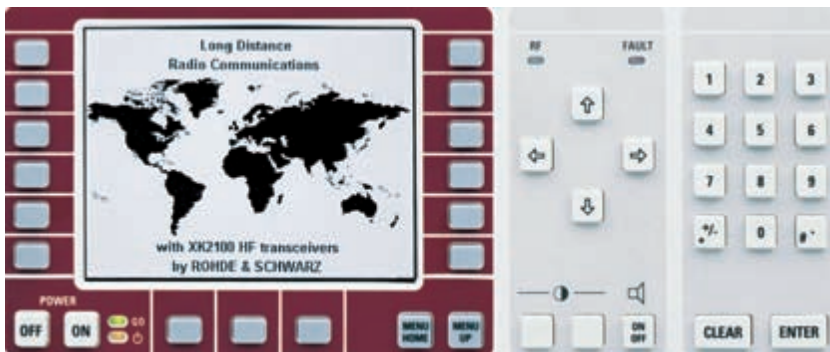 Long Distance
Radio Communications
with XK2100 HF transceivers
by ROHDE & SCHWARZ
POWER
OFF
ON
GO
MENU HOME
MENU UP
RF
FAULT
ON
OFF
1 2 3
4 5 6
7 8 9
+/- 0 #
CLEAR ENTER